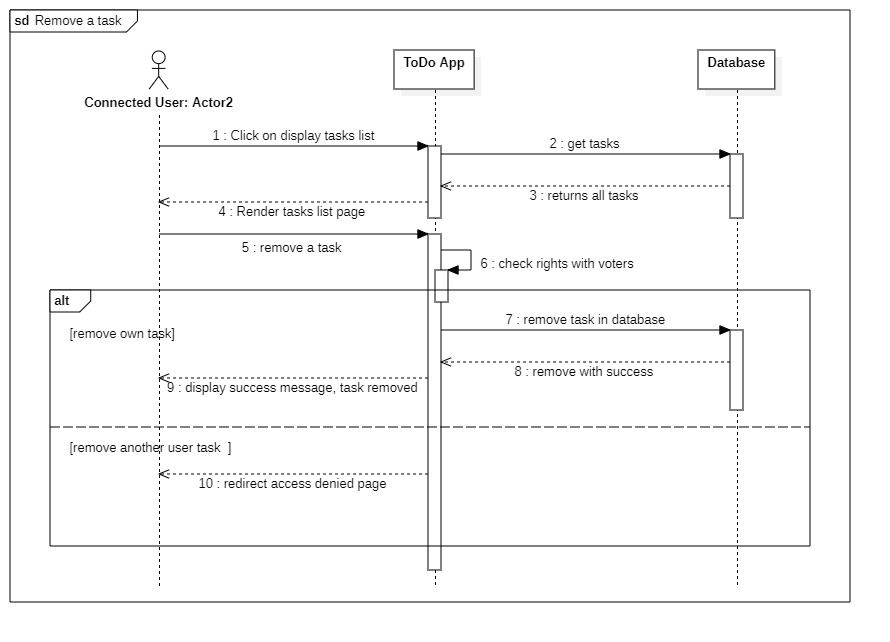 sd Remove a task
ToDo App
Database
Connected User: Actor2
1 : Click on display tasks list
2 : get tasks
3 : returns all tasks
4 : Render tasks list page
5 : remove a task
6 : check rights with voters
alt
7 : remove task in database
[remove own task]
8 : remove with success
9 : display success message, task removed
[remove another user task  ]
10 : redirect access denied page